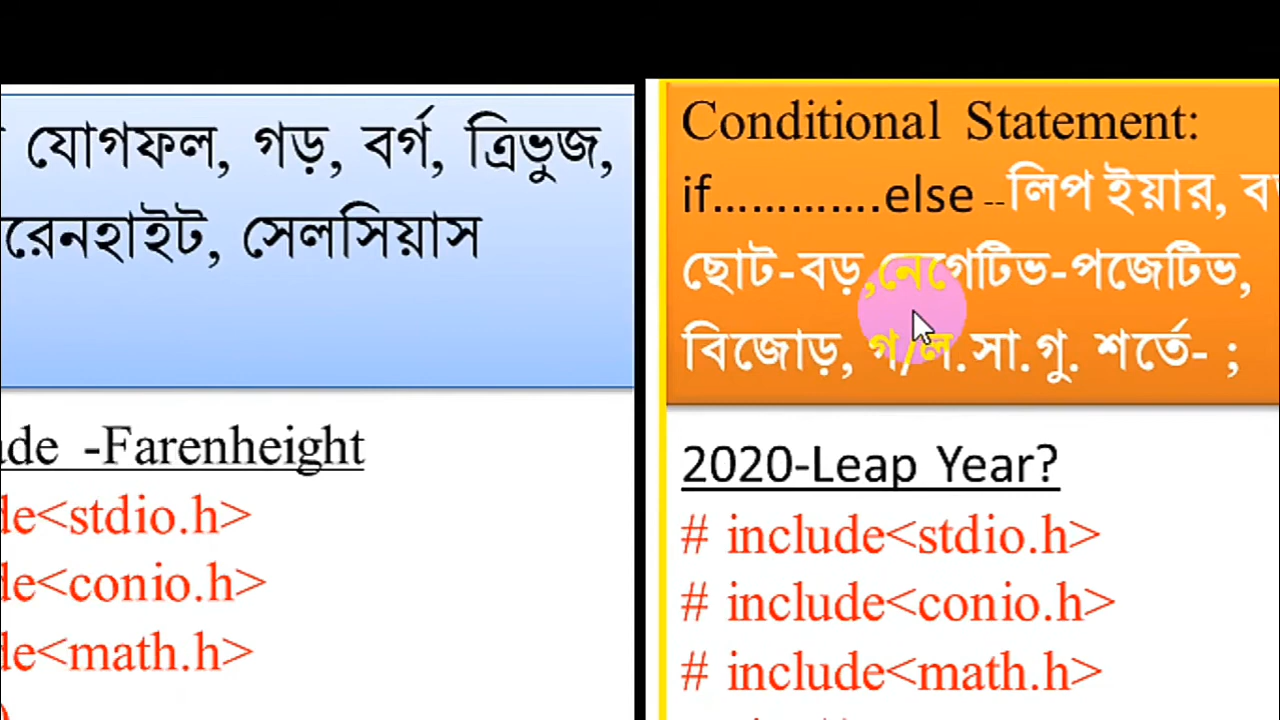 যোগফল, গড়, বর্গ, ত্রিভুজ,
রেনহাইট, সেলসিয়াস
ade -Farenheight
de<stdio.h>
de<conio.h>
de<math.h>
Conditional Statement:
if………….else --লিপ ইয়ার, ব
ছোট-বড়,নেগেটিভ-পজেটিভ,
বিজোড়, গ/ল.সা.গু. শর্তে- ;
2020-Leap Year?
# include<stdio.h>
# include<conio.h>
# include<math.h>